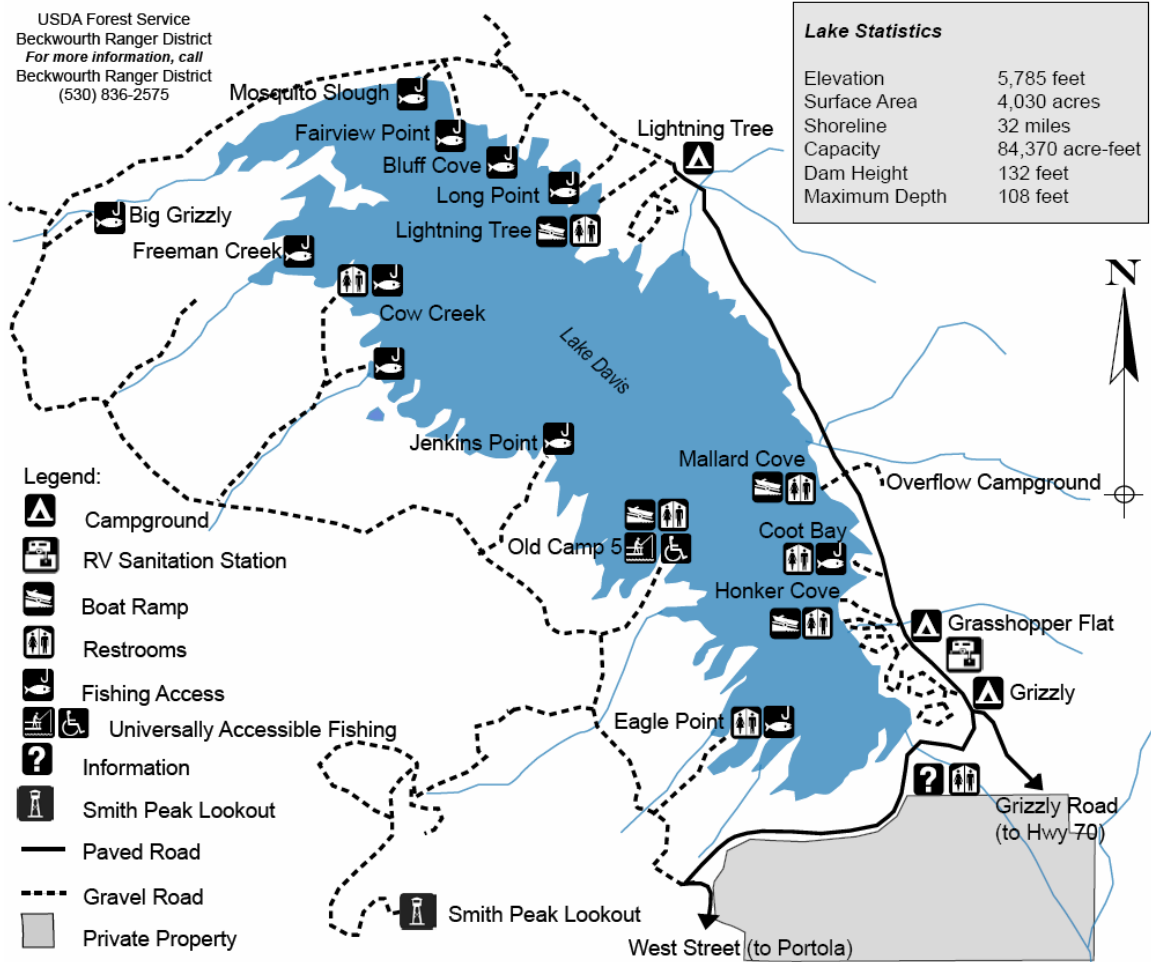 USDA Forest Service
Beckwourth Ranger District
For more information, call
Beckwourth Ranger District
(530) 836-2575
Lake Statistics
Elevation 5,785 feet
Surface Area 4,030 acres
Shoreline 32 miles
Capacity 84,370 acre-feet
Dam Height 132 feet
Maximum Depth 108 feet
Mosquito Slough
Fairview Point
Bluff Cove
Long Point
Lightning Tree
Lightning Tree
Big Grizzly
Freeman Creek
Cow Creek
N
Lake Davis
Jenkins Point
Mallard Cove
Overflow Campground
Coot Bay
Old Camp 5
Honker Cove
Grasshopper Flat
Grizzly
Eagle Point
?
Grizzly Road
(to Hwy 70)
Smith Peak Lookout
West Street (to Portola)
Legend:
Campground
RV Sanitation Station
Boat Ramp
Restrooms
Fishing Access
Universally Accessible Fishing
? Information
Smith Peak Lookout
Paved Road
Gravel Road
Private Property